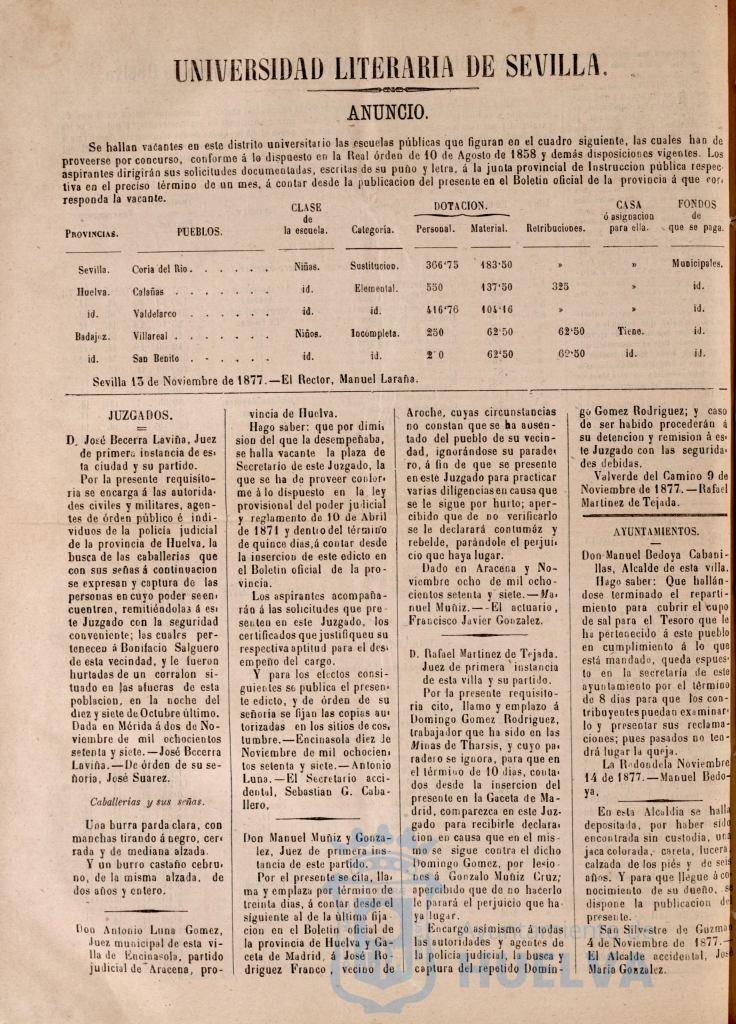 UNIVERSIDAD LITERARIA DE SEVILLA.
ANUNCIO.
Se hallan vacantes en este distrito universitario las escuelas públicas que figuran en el cuadro siguiente, las cuales han de
proveerse por concurso, conforme á lo dispuesto en la Real órden de 10 de Agosto de 1858 y demás disposiciones vigentes. Los
aspirantes dirigirán sus solicitudes documentadas, escritas de su puño y letra, á la junta provincial de Instruccion pública respec-
tiva en el preciso término de un mes, á contar desde la publicacion del presente en el Boletin oficial de la provincia á que cor-
responda la vacante.
PROVINCIAS. PUEBLOS. CLASE de la escuela. Categoría. DOTACION. Personal. Material. Retribuciones. CASA ó asignacion para ella. FONDOS de que se paga.
Sevilla. Coria del Rio. . . . . . Niñas. Sustitucion. 366'75 183'50 » » Municipales.
Huelva. Calañas . . . . . . id. Elemental. 550 137'50 325 » id.
id. Valdelarco . . . . . id. id. 416'76 104'16 » » id.
Badajoz. Villareal . . . . . . Niños. Incompleta. 250 62'50 62'50 Tiene. id.
id. San Benito . . . . . . id. id. 2 0 62'50 62'50 id. id.
Sevilla 13 de Noviembre de 1877.—El Rector, Manuel Laraña.
JUZGADOS.
D. José Becerra Laviña, Juez
de primera instancia de es-
ta ciudad y su partido.
Por la presente requisito-
ria se encarga á las autorida-
des civiles y militares, agen-
tes de órden público é indi-
viduos de la policía judicial
de la provincia de Huelva, la
busca de las caballerias que
con sus señas á continuacion
se expresan y captura de las
personas en cuyo poder se en-
cuentren, remitiéndolas á es-
te Juzgado con la seguridad
conveniente; las cuales per-
tenecen á Bonifacio Salguero
de esta vecindad, y le fueron
hurtadas de un corralon si-
tuado en las afueras de esta
poblacion, en la noche del
diez y siete de Octubre último.
Dada en Mérida á dos de No-
viembre de mil ochocientos
setenta y siete.—José Becerra
Laviña.—De órden de su se-
ñoria, José Suarez.
Caballerias y sus señas.
Una burra parda clara, con
manchas tirando á negro, cer-
rada y de mediana alzada.
Y un burro castaño cebru-
no, de la misma alzada, de
dos años y entero.
Don Antonio Luna Gomez,
Juez municipal de esta vi-
lla de Encinasola, partido
judicial de Aracena, pro-
vincia de Huelva.
Hago saber: que por dimi-
sion del que la desempeñaba,
se halla vacante la plaza de
Secretario de este Juzgado, la
que se ha de proveer confor-
me á lo dispuesto en la ley
provisional del poder judicial
y reglamento de 10 de Abril
de 1871 y dentro del término
de quince dias, á contar desde
la insercion de este edicto en
el Boletin oficial de la pro-
vincia.
Los aspirantes acompaña-
rán á las solicitudes que pre-
senten en este Juzgado, los
certificados que justifiquen su
respectiva aptitud para el des-
empeño del cargo.
Y para los efectos consi-
guientes se publica el presen-
te edicto, y de órden de su
señoria se fijan las copias au-
torizadas en los sitios de cos-
tumbre.—Encinasola diez de
Noviembre de mil ochocien-
tos setenta y siete.—Antonio
Luna.—El Secretario acci-
dental, Sebastian G. Caba-
llero,
Don Manuel Muñiz y Gonza-
lez, Juez de primera ins-
tancia de este partido.
Por el presente se cita, lla-
ma y emplaza por término de
treinta dias, á contar desde el
siguiente al de la última fija-
cion en el Boletin oficial de
la provincia de Huelva y Ga-
ceta de Madrid, á José Ro-
driguez Franco, vecino de
Aroche, cuyas circunstancias
no constan que se ha ausen-
tado del pueblo de su vecin-
dad, ignorándose su parade-
ro, á fin de que se presente
en este Juzgado para practicar
varias diligencias en causa que
se le sigue por hurto; aper-
cibido que de no verificarlo
se le declarará contumáz y
rebelde, parándole el perjui-
cio que haya lugar.
Dado en Aracena y No-
viembre ocho de mil ocho-
cientos setenta y siete.—Ma-
nuel Muñiz.—-El actuario,
Francisco Javier Gonzalez.
D. Rafael Martinez de Tejada.
Juez de primera instancia
de esta villa y su partido.
Por la presente requisito-
ria cito, llamo y emplazo á
Domingo Gomez Rodriguez,
trabajador que ha sido en las
Minas de Tharsis, y cuyo pa-
radero se ignora, para que en
el término de 10 dias, conta-
dos desde la insercion del
presente en la Gaceta de Ma-
drid, comparezca en este Juz-
gado para recibirle declara-
cion en causa que en el mis-
mo se sigue contra el dicho
Domingo Gomez, por lesio-
nes á Gonzalo Muñiz Cruz;
apercibido que de no hacerlo
le parará el perjuicio que ha-
ya lugar.
Encargo asimismo á todas
las autoridades y agentes de
la policía judicial, la busca y
captura del repetido Domin-
go Gomez Rodriguez; y caso
de ser habido procederán á
su detencion y remision á es-
te Juzgado con las segurida-
des debidas.
Valverde del Camino 9 de
Noviembre de 1877.—Rafael
Martinez de Tejada.
AYUNTAMIENTOS.
Don Manuel Bedoya Cabani-
llas, Alcalde de esta villa.
Hago saber: Que hallán-
dose terminado el reparti-
miento para cubrir el cupo
de sal para el Tesoro que le
ha pertenecido á este pueblo
en cumplimiento á lo que
está mandado, queda espues-
to en la secretaría de este
ayuntamiento por el término
de 8 dias para que los con-
tribuyentes puedan examinar-
lo y presentar sus reclama-
ciones; pues pasados no ten-
drá lugar la queja.
La Redondela Noviembre
14 de 1877.—Manuel Bedo-
ya,
En esta Alcaldia se halla
depositada, por haber sido
encontrada sin custodia, una
jaca colorada, careta, lucera,
calzada de los piés y de seis
años. Y para que llegue á co-
nocimiento de su dueño, se
dispone la publicacion del
presente.
San Silvestre de Guzman
4 de Noviembre de 1877.—
El Alcalde accidental, José
Maria Gonzalez.
HUELVA